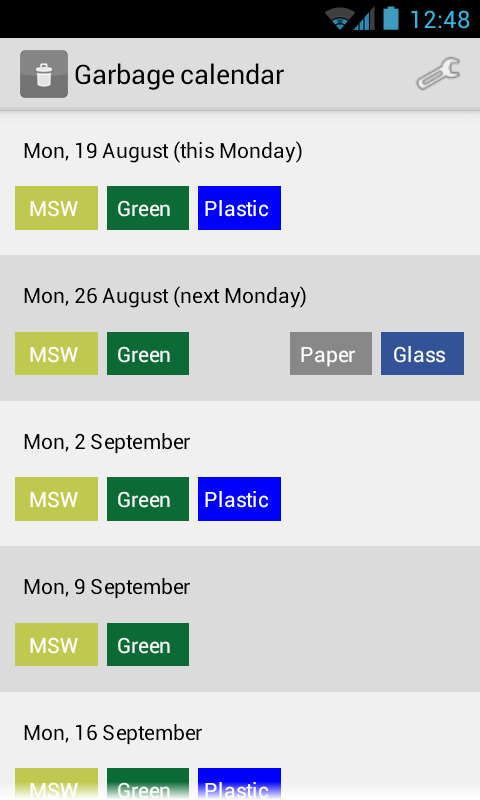 12:48
Garbage calendar
Mon, 19 August (this Monday)
MSW Green Plastic
Mon, 26 August (next Monday)
MSW Green Paper Glass
Mon, 2 September
MSW Green Plastic
Mon, 9 September
MSW Green
Mon, 16 September
MSW Green Plastic